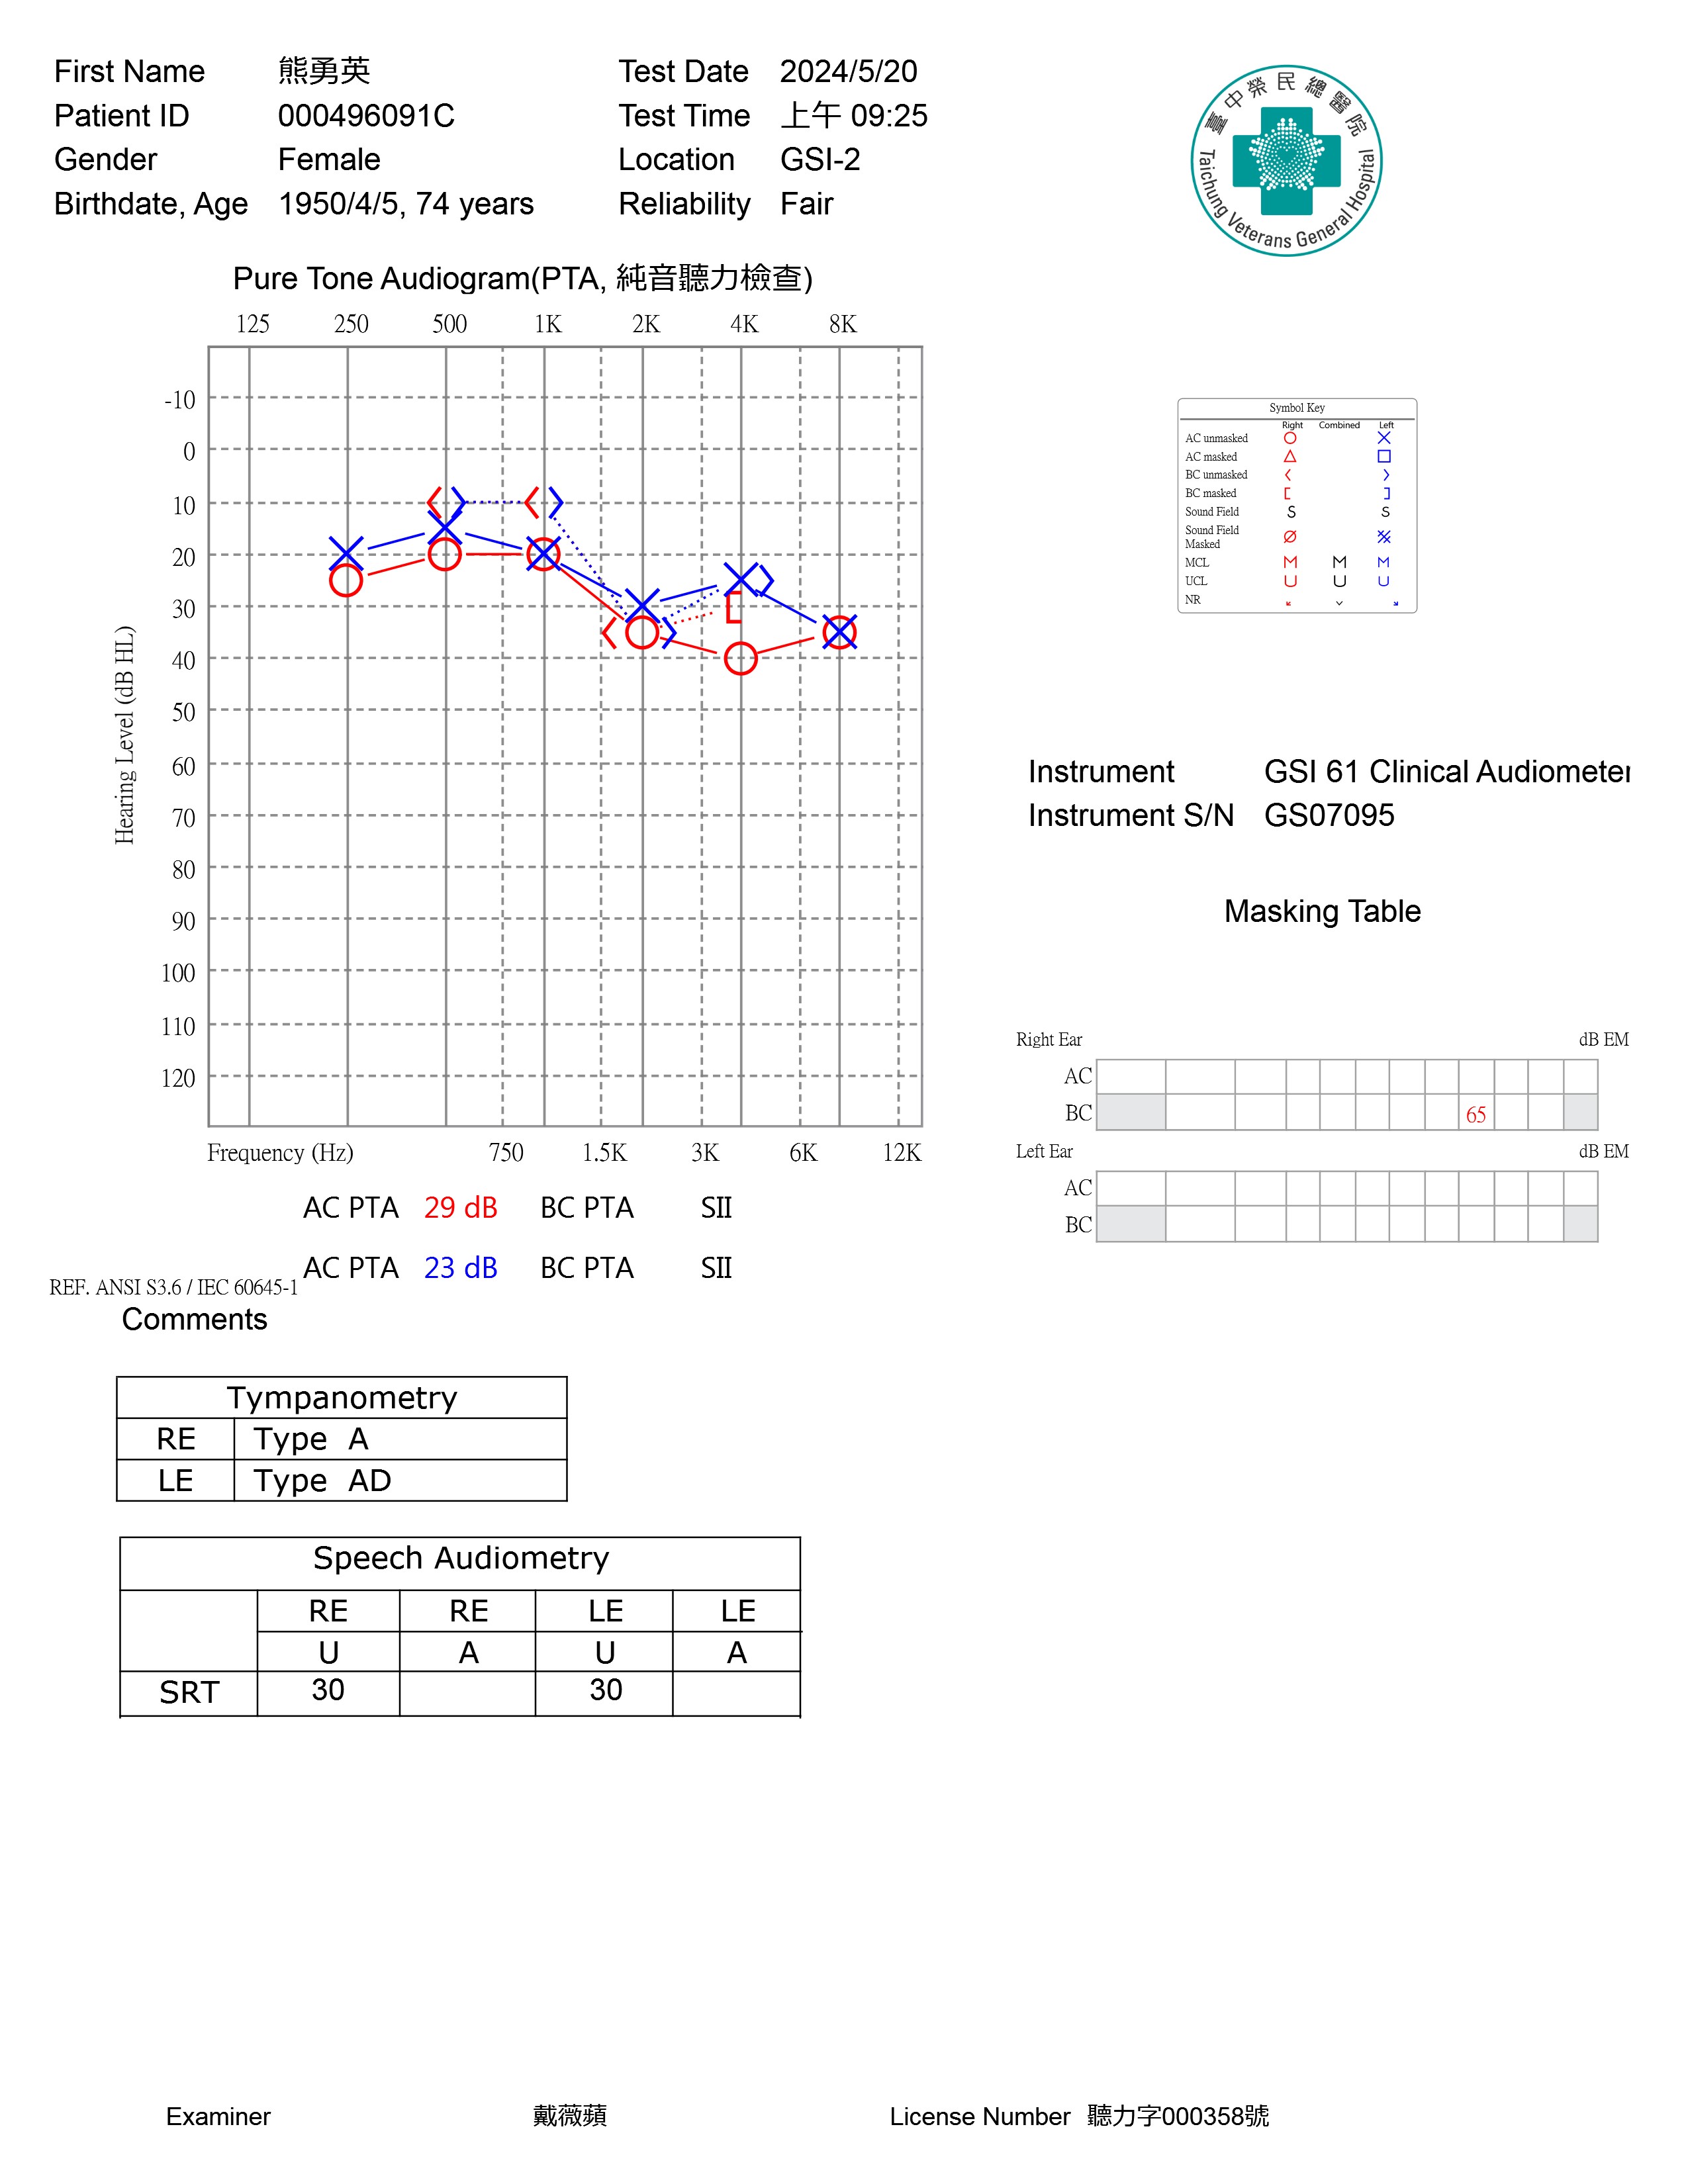 First Name 熊勇英 Test Date 2024/5/20
Patient ID 000496091C Test Time 上午 09:25
Gender Female Location GSI-2
Birthdate, Age 1950/4/5, 74 years Reliability Fair
臺中榮民總醫院
Taichung Veterans General Hospital
Pure Tone Audiogram(PTA, 純音聽力檢查)
125 250 500 1K 2K 4K 8K
-10
0
10
20
30
40
50
60
70
80
90
100
110
120
Hearing Level (dB HL)
Frequency (Hz) 750 1.5K 3K 6K 12K
Symbol Key
Right Combined Left
AC unmasked
AC masked
BC unmasked
BC masked
Sound Field S S
Sound Field
Masked
MCL M M M
UCL U U U
NR
Instrument GSI 61 Clinical Audiometer
Instrument S/N GS07095
Masking Table
Right Ear dB EM
AC
BC 65
Left Ear dB EM
AC
BC
AC PTA 29 dB BC PTA SII
AC PTA 23 dB BC PTA SII
REF. ANSI S3.6 / IEC 60645-1
Comments
Tympanometry
RE Type A
LE Type AD
Speech Audiometry
RE RE LE LE
U A U A
SRT 30 30
Examiner 戴薇蘋 License Number 聽力字000358號